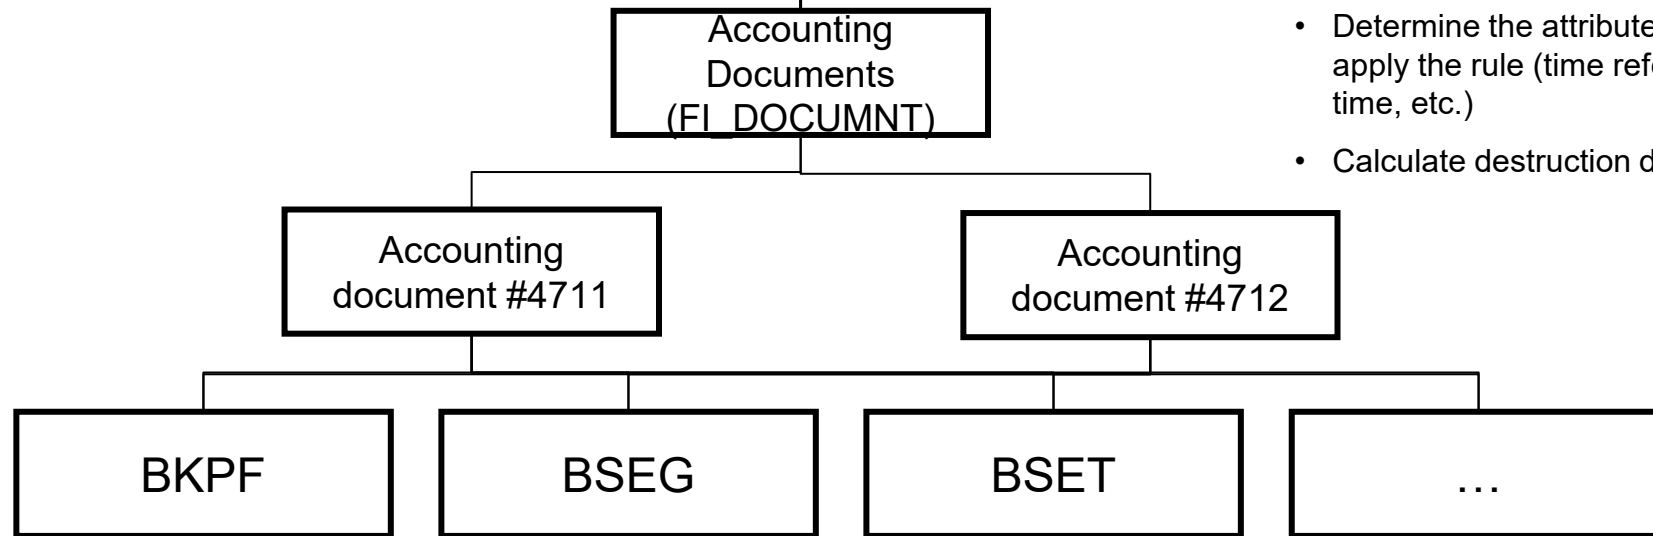 Accounting
Documents
(FI_DOCUMNT)
• Determine the attribute
apply the rule (time
time, etc.)
• Calculate destruction
Accounting
document #4711
Accounting
document #4712
BKPF
BSEG
BSET
…